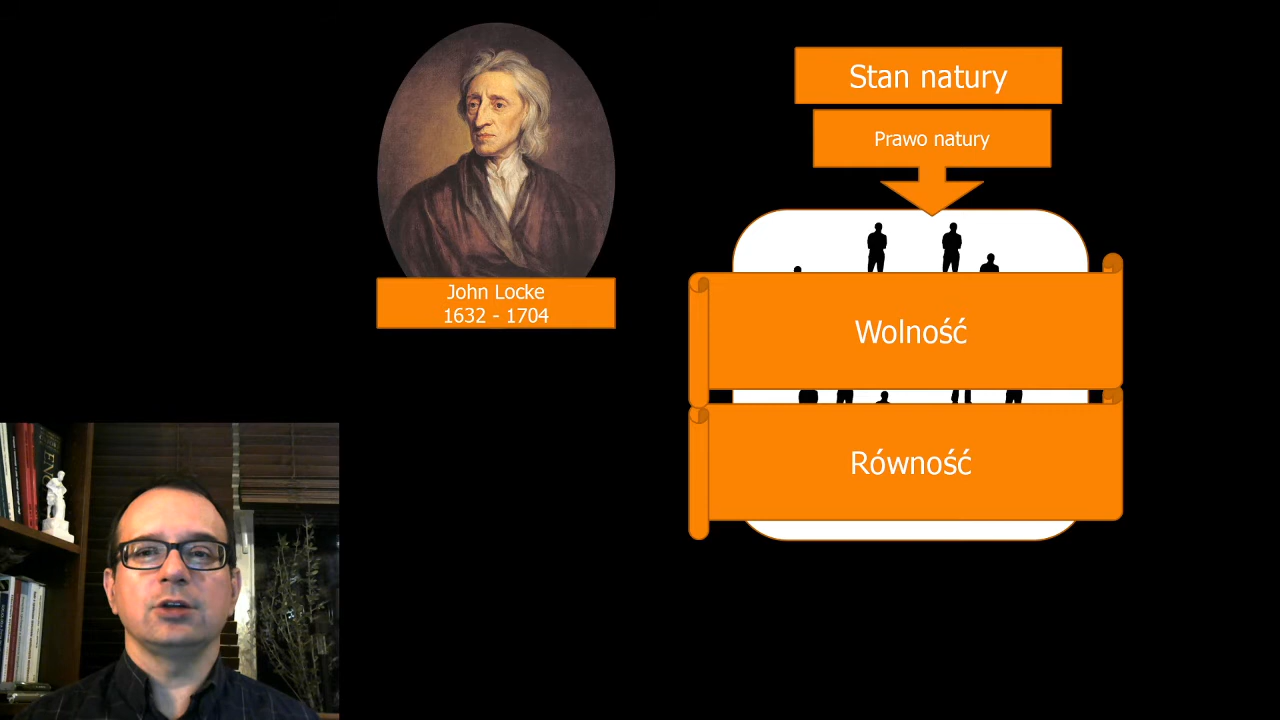 Stan natury
Prawo natury
John Locke
1632 - 1704
Wolność
Równość